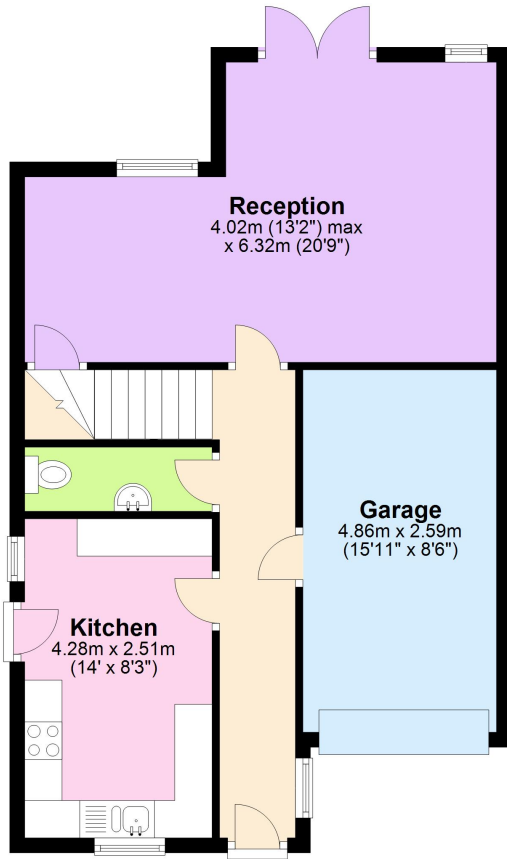 Reception
4.02m (13'2") max
x 6.32m (20'9")
Garage
4.86m x 2.59m
(15'11" x 8'6")
Kitchen
4.28m x 2.51m
(14' x 8'3")